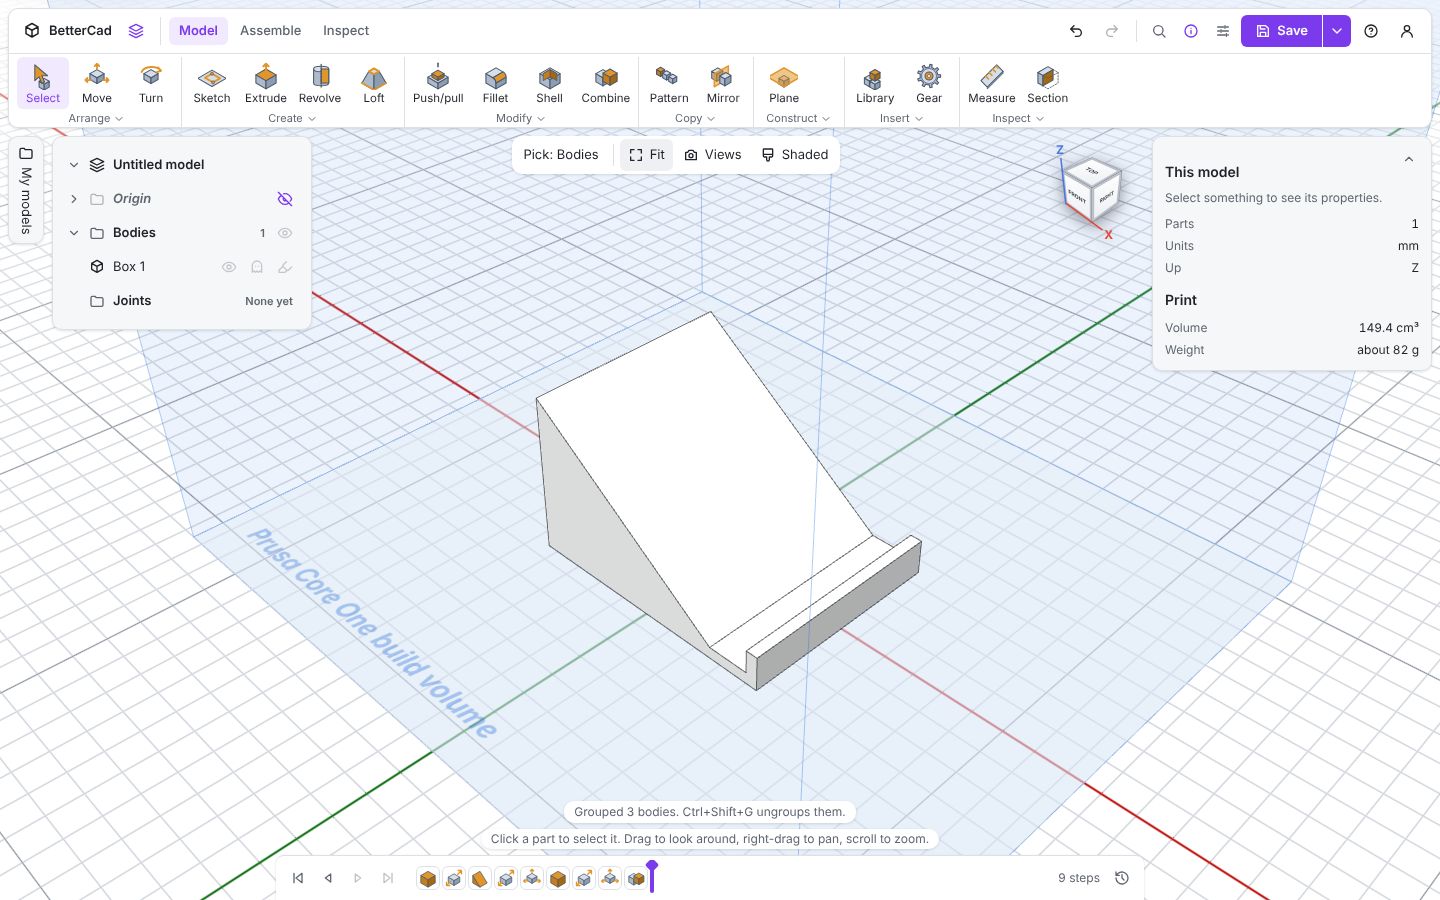 BetterCad
Model
Assemble
Inspect
Save
Select
Move
Turn
Arrange
Sketch
Extrude
Revolve
Loft
Create
Push/pull
Fillet
Shell
Combine
Modify
Pattern
Mirror
Copy
Plane
Construct
Library
Gear
Insert
Measure
Section
Inspect
My models
Untitled model
Origin
Bodies 1
Box 1
Joints None yet
Pick: Bodies
Fit
Views
Shaded
Z
TOP
FRONT
RIGHT
X
This model
Select something to see its properties.
Parts 1
Units mm
Up Z
Print
Volume 149.4 cm³
Weight about 82 g
Prusa Core One build volume
Grouped 3 bodies. Ctrl+Shift+G ungroups them.
Click a part to select it. Drag to look around, right-drag to pan, scroll to zoom.
9 steps